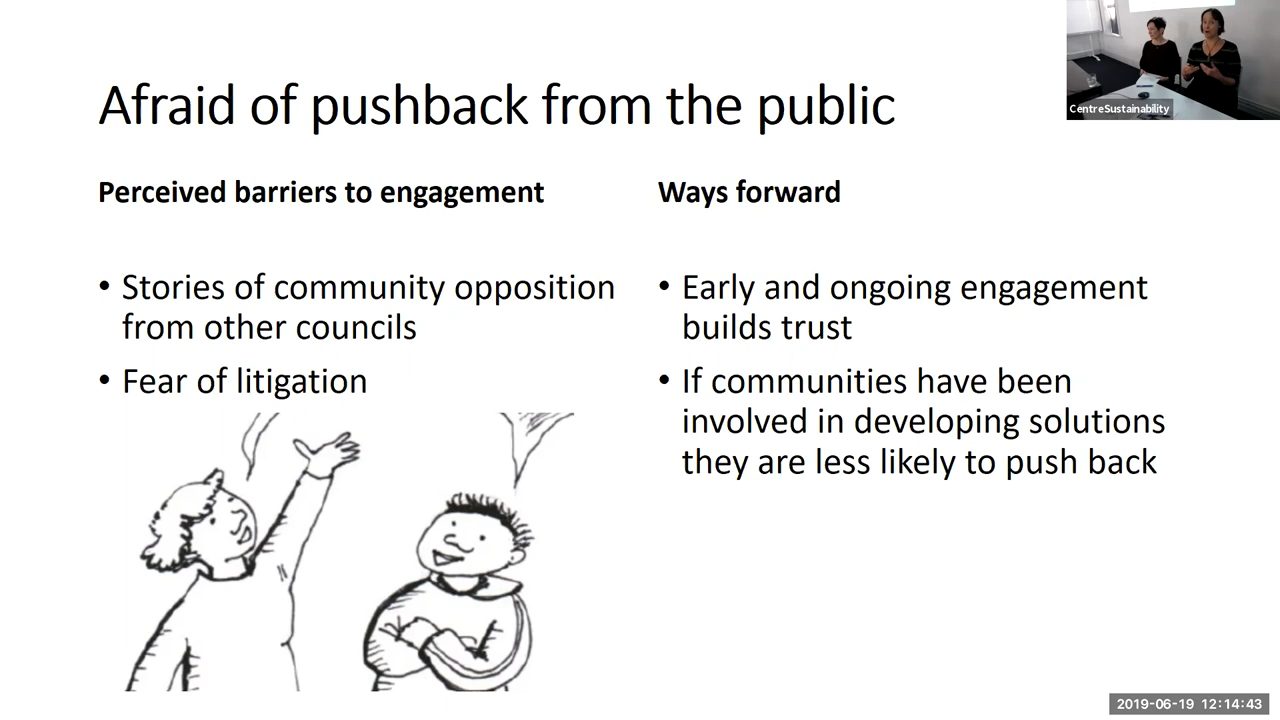 Afraid of pushback from the public
CentreSustainability
Perceived barriers to engagement
• Stories of community opposition
from other councils
• Fear of litigation
Ways forward
• Early and ongoing engagement
builds trust
• If communities have been
involved in developing solutions
they are less likely to push back
2019-06-19 12:14:43